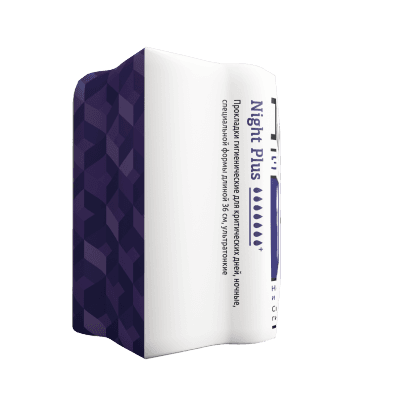 Night Plus
Прокладки гигиенические для критических дней, ночные,
специальной формы длиной 36 см, ультратонкие